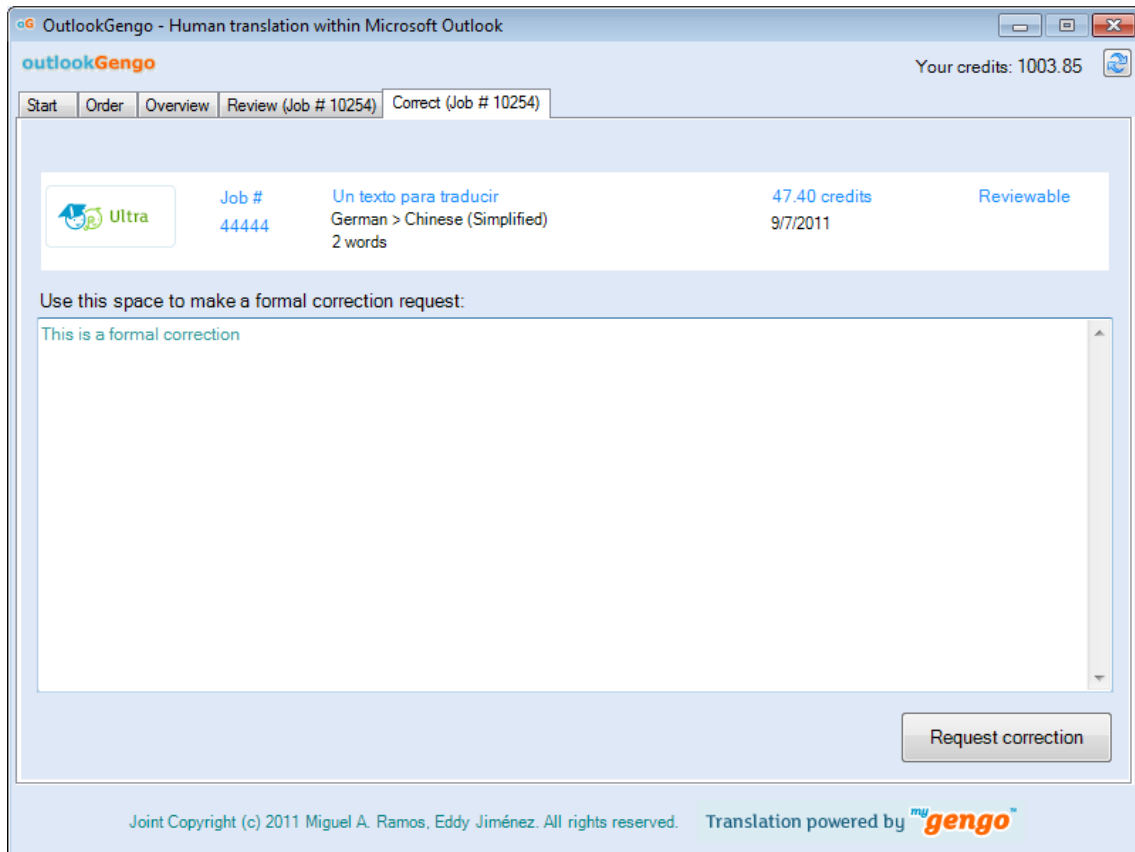 OutlookGengo - Human translation within Microsoft Outlook
outlookGengo
Your credits: 1003.85
Start
Order
Overview
Review (Job # 10254)
Correct (Job # 10254)
Ultra
Job #
44444
Un texto para traducir
German > Chinese (Simplified)
2 words
47.40 credits
9/7/2011
Reviewable
Use this space to make a formal correction request:
This is a formal correction
Request correction
Joint Copyright (c) 2011 Miguel A. Ramos, Eddy Jiménez. All rights reserved.
Translation powered by mygengo™